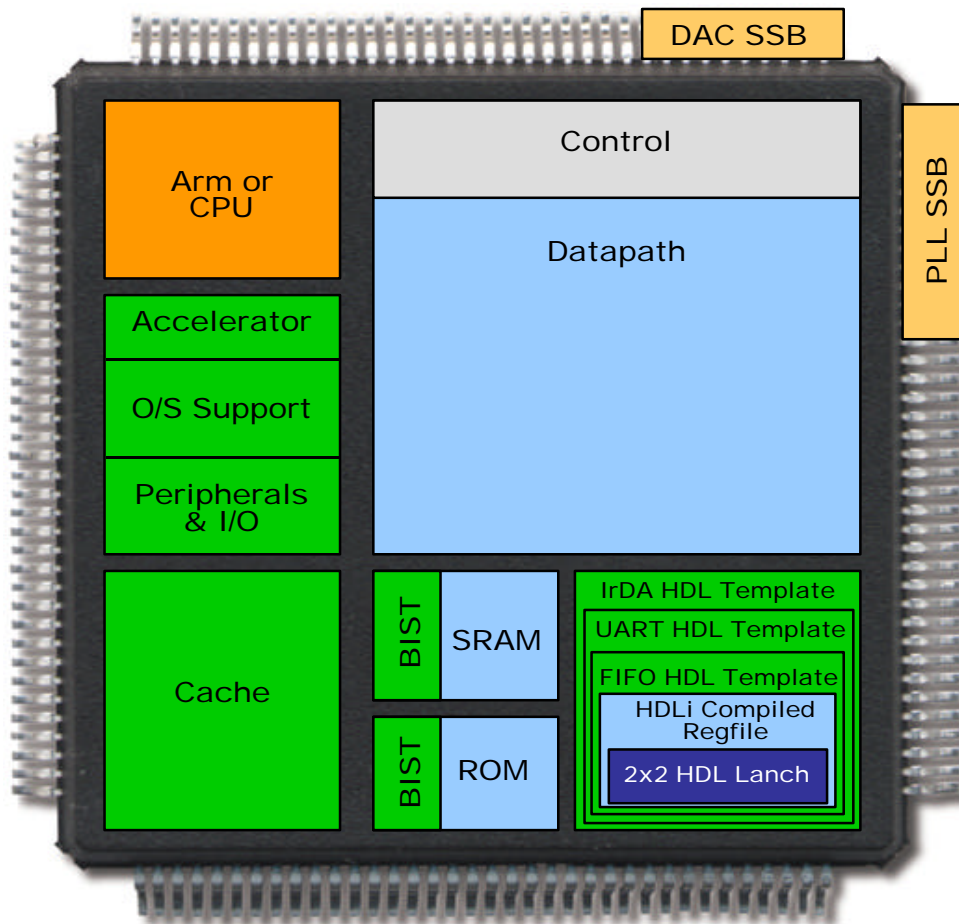 DAC SSB
PLL SSB
Arm or
CPU
Control
Datapath
Accelerator
O/S Support
Peripherals
& I/O
Cache
BIST
SRAM
BIST
ROM
IrDA HDL Template
UART HDL Template
FIFO HDL Template
HDLi Compiled
Regfile
2x2 HDL Lanch